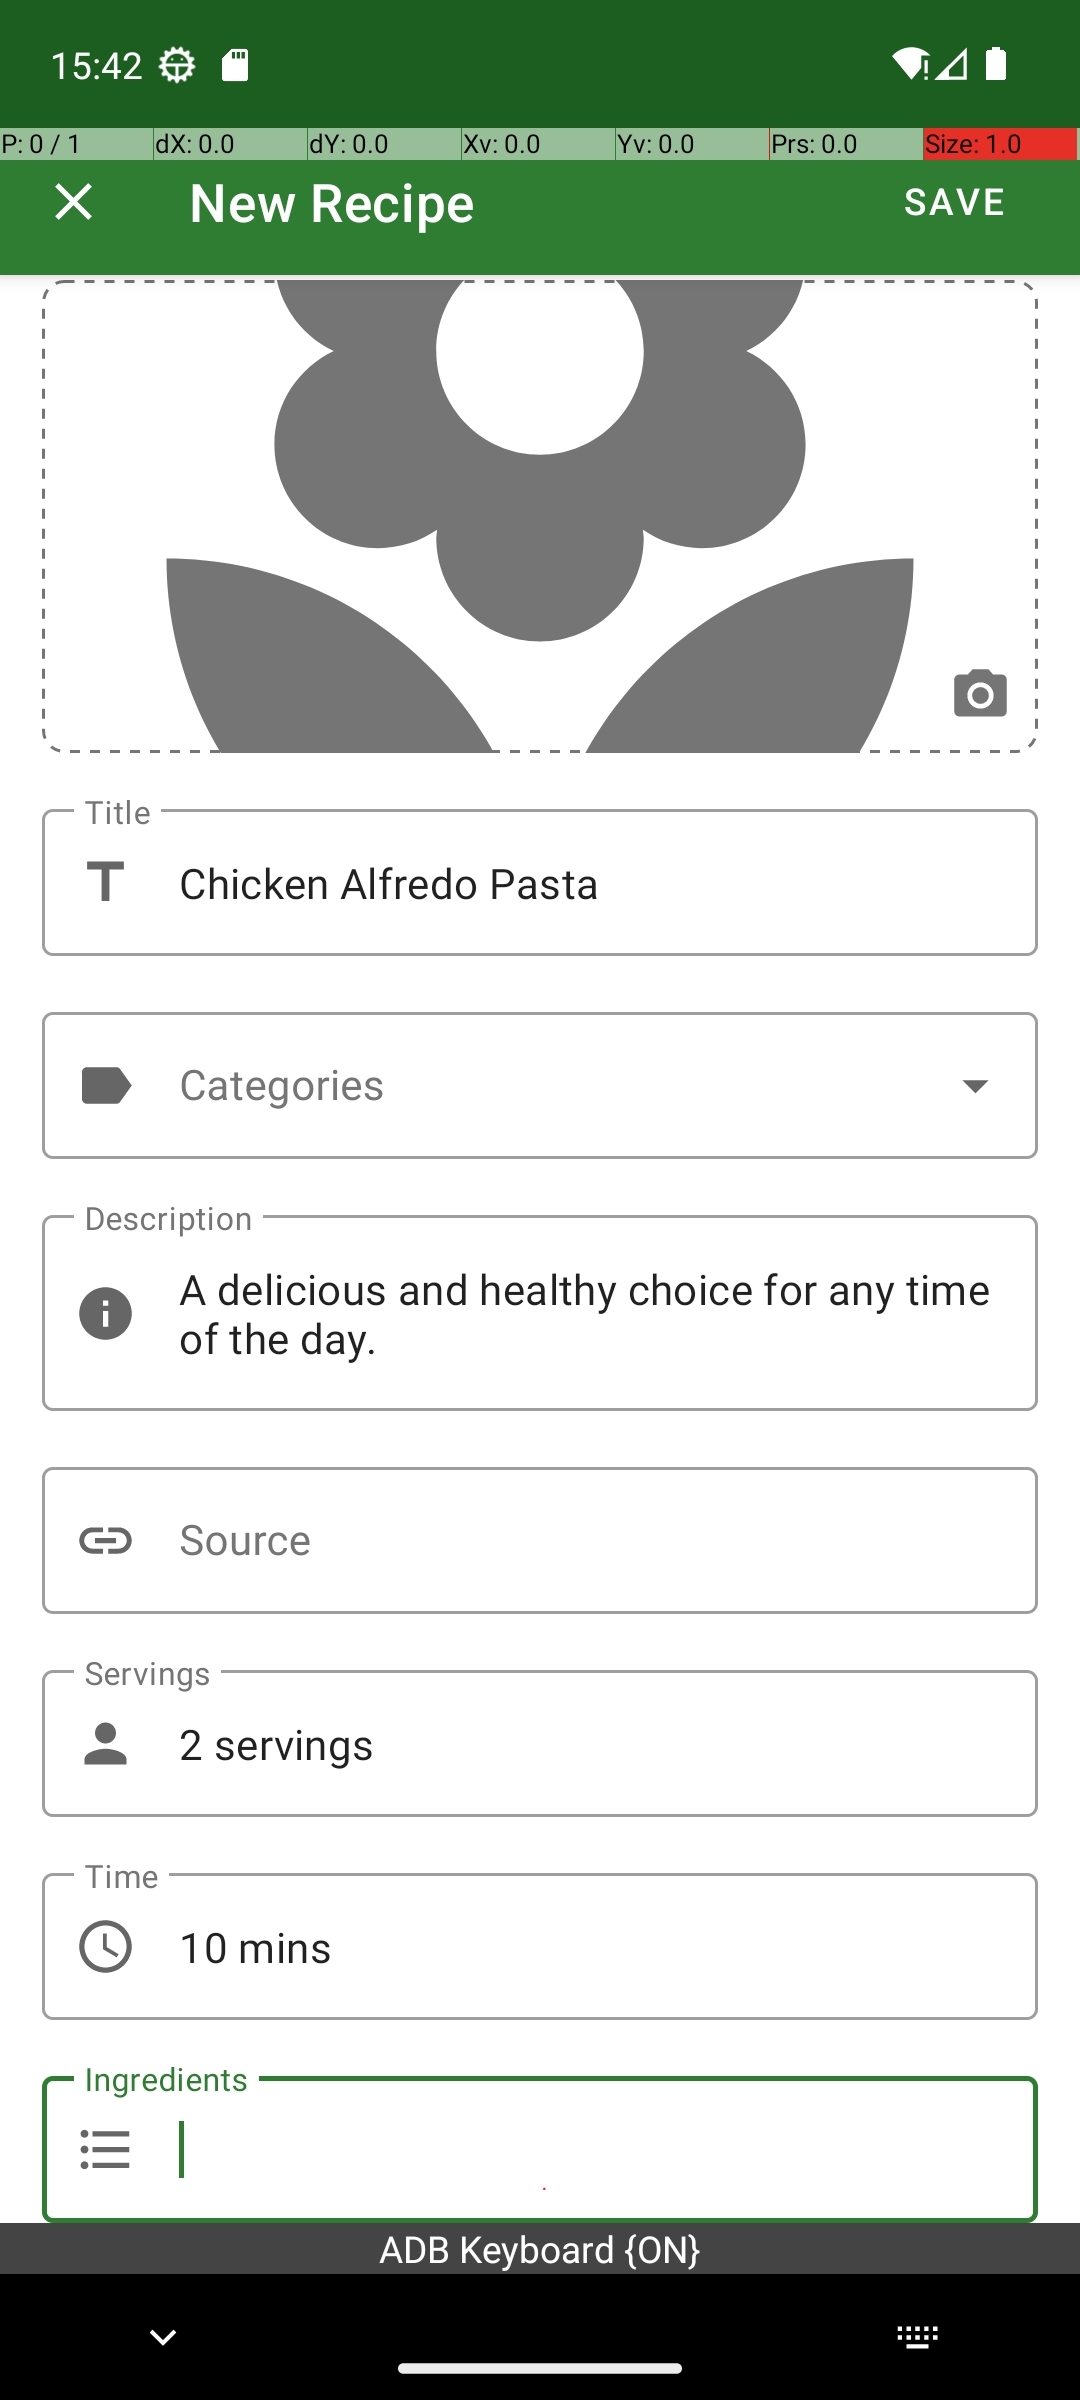 15:42
P: 0 / 1 dX: 0.0 dY: 0.0 Xv: 0.0 Yv: 0.0 Prs: 0.0 Size: 1.0
New Recipe SAVE
Title
Chicken Alfredo Pasta
Categories
Description
A delicious and healthy choice for any time
of the day.
Source
Servings
2 servings
Time
10 mins
Ingredients
ADB Keyboard {ON}